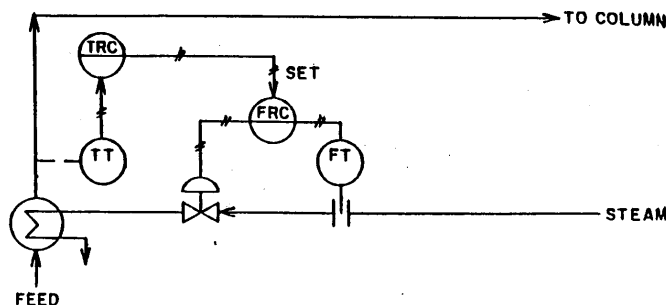 TO COLUMN
TRC
SET
FRC
TT
FT
STEAM
FEED